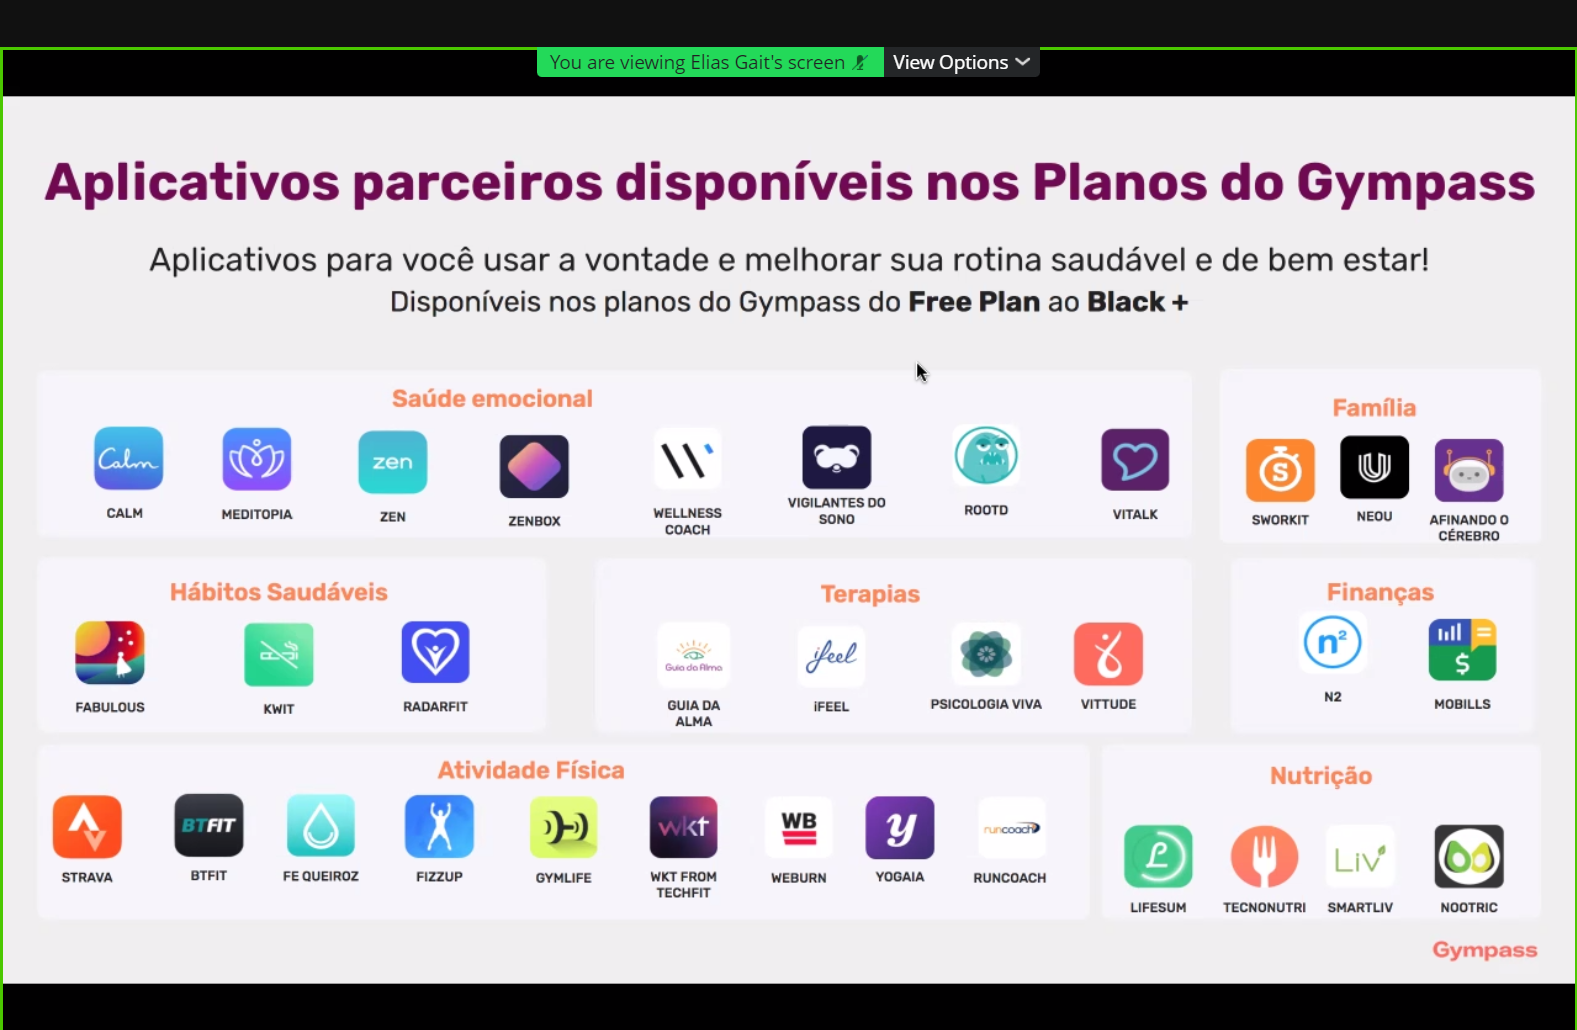 You are viewing Elias Gait's screen View Options
Aplicativos parceiros disponíveis nos Planos do Gympass
Aplicativos para você usar a vontade e melhorar sua rotina saudável e de bem estar!
Disponíveis nos planos do Gympass do Free Plan ao Black +
Saúde emocional
Calm
zen
CALM
MEDITOPIA
ZEN
ZENBOX
WELLNESS
COACH
VIGILANTES DO
SONO
ROOTD
VITALK
Família
S
SWORKIT
NEOU
AFINANDO O
CÉREBRO
Hábitos Saudáveis
FABULOUS
KWIT
RADARFIT
Terapias
Guia da Alma
ifeel
GUIA DA
ALMA
iFEEL
PSICOLOGIA VIVA
VITTUDE
Finanças
n²
$
N2
MOBILLS
Atividade Física
BTFIT
wkt
WB
y
runcoach
STRAVA
BTFIT
FE QUEIROZ
FIZZUP
GYMLIFE
WKT FROM
TECHFIT
WEBURN
YOGAIA
RUNCOACH
Nutrição
L
LIV
LIFESUM
TECNONUTRI
SMARTLIV
NOOTRIC
Gympass